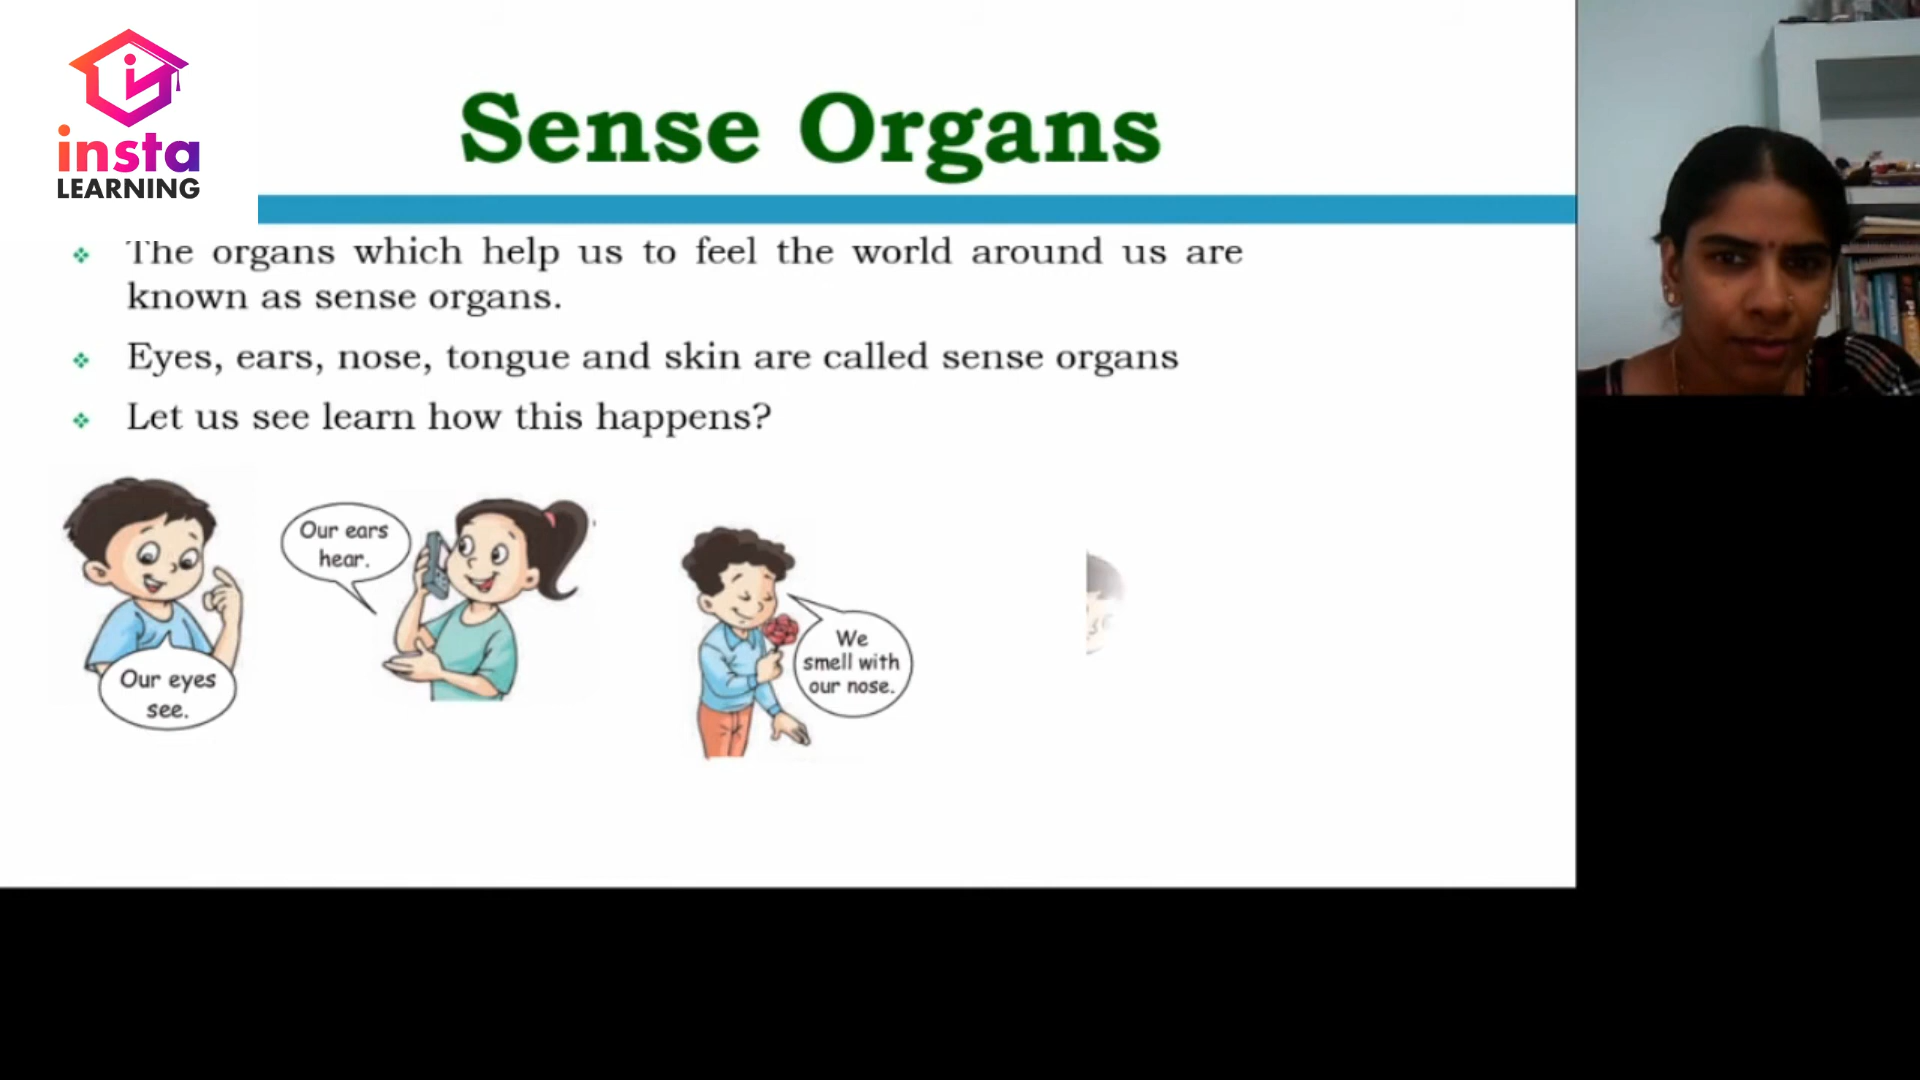 insta
LEARNING
Sense Organs
The organs which help us to feel the world around us are
known as sense organs.
Eyes, ears, nose, tongue and skin are called sense organs
Let us see learn how this happens?
Our eyes
see.
Our ears
hear.
We
smell with
our nose.